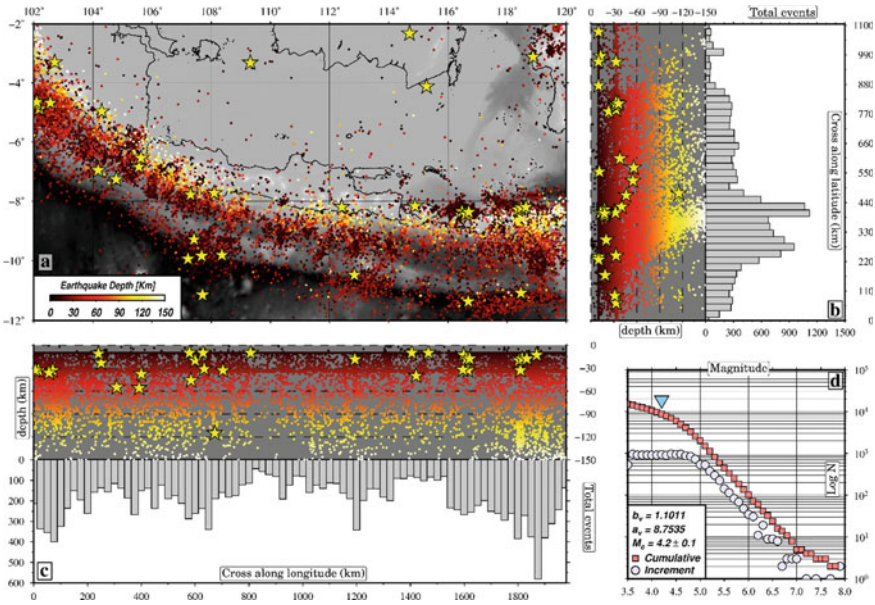 102° 104° 106° 108° 110° 112° 114° 116° 118° 120°
−2°
−4°
−6°
−8°
−10°
−12°
a
Earthquake Depth [Km]
0 30 60 90 120 150
Total events
0 −30 −60 −90 −120 −150
1100
990
880
770
660
550
440
330
220
110
0
Cross along latitude (km)
b
depth (km)
0 300 600 900 1200 1500
depth (km)
0
−30
−60
−90
−120
−150
0
100
200
300
400
500
600
Total events
c
Cross along longitude (km)
0 200 400 600 800 1000 1200 1400 1600 1800
Magnitude
d
10⁵
10⁴
10³
10²
10¹
10⁰
Log N
bᵥ = 1.1011
aᵥ = 8.7535
M_c = 4.2 ± 0.1
Cumulative
Increment
3.5 4.0 4.5 5.0 5.5 6.0 6.5 7.0 7.5 8.0